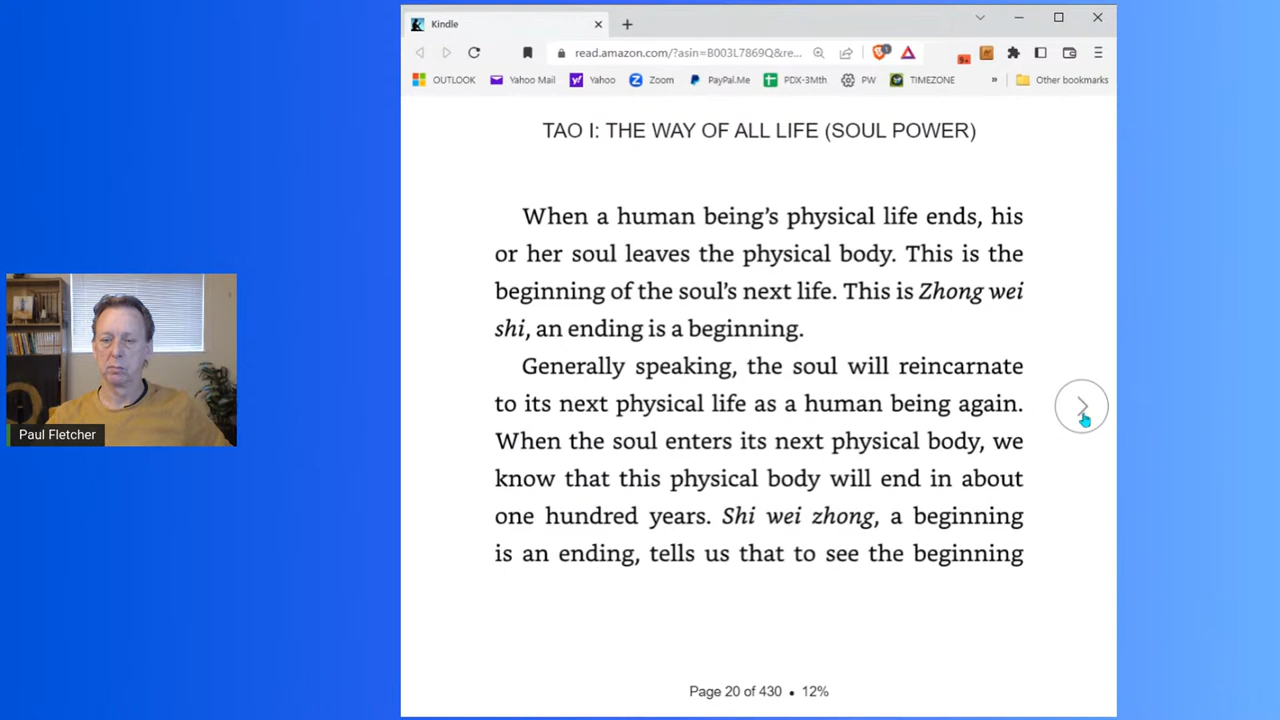 Kindle
read.amazon.com/?asin=B003L7869Q&re...
OUTLOOK Yahoo Mail Yahoo Zoom PayPal.Me PDX-3Mth PW TIMEZONE » Other bookmarks
TAO I: THE WAY OF ALL LIFE (SOUL POWER)
When a human being's physical life ends, his
or her soul leaves the physical body. This is the
beginning of the soul's next life. This is Zhong wei
shi, an ending is a beginning.
Generally speaking, the soul will reincarnate
to its next physical life as a human being again.
When the soul enters its next physical body, we
know that this physical body will end in about
one hundred years. Shi wei zhong, a beginning
is an ending, tells us that to see the beginning
Page 20 of 430 • 12%
Paul Fletcher